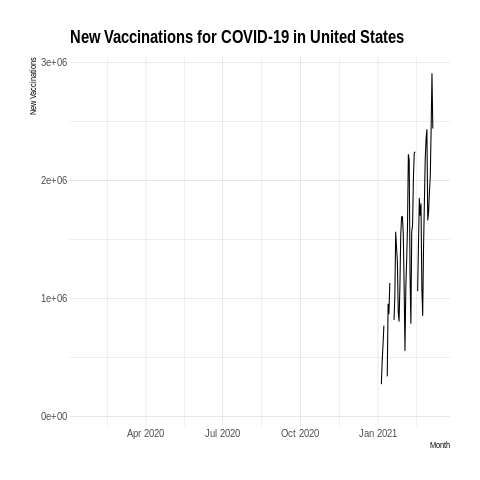 New Vaccinations for COVID-19 in United States
New Vaccinations
3e+06
2e+06
1e+06
0e+00
Apr 2020
Jul 2020
Oct 2020
Jan 2021
Month